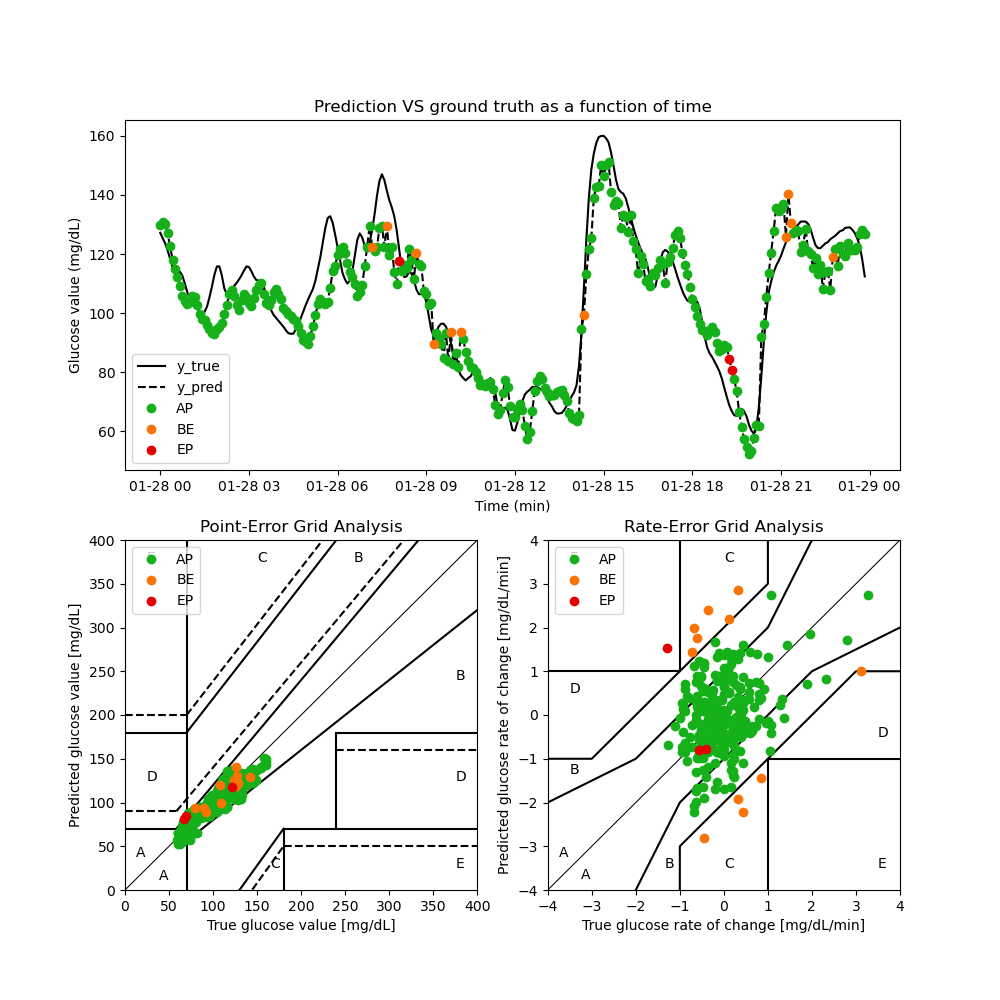 Prediction VS ground truth as a function of time
Glucose value (mg/dL)
160
140
120
100
80
60
y_true
y_pred
AP
BE
EP
01-28 00 01-28 03 01-28 06 01-28 09 01-28 12 01-28 15 01-28 18 01-28 21 01-29 00
Time (min)
Point-Error Grid Analysis
Predicted glucose value [mg/dL]
400
350
300
250
200
150
100
50
0
AP
BE
EP
C
B
B
D
D
A
A
C
E
0 50 100 150 200 250 300 350 400
True glucose value [mg/dL]
Rate-Error Grid Analysis
Predicted glucose rate of change [mg/dL/min]
4
3
2
1
0
−1
−2
−3
−4
AP
BE
EP
C
D
D
B
A
A
B
C
E
−4 −3 −2 −1 0 1 2 3 4
True glucose rate of change [mg/dL/min]